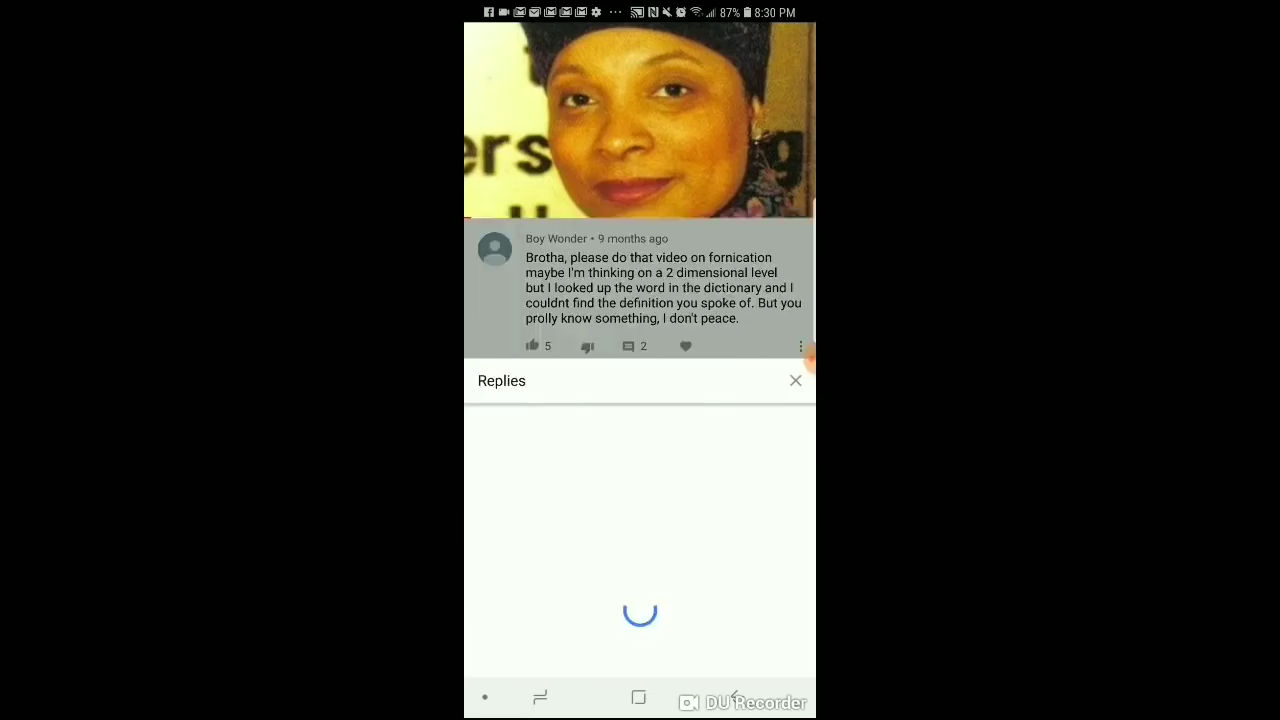 87% 8:30 PM
ers g
Boy Wonder • 9 months ago
Brotha, please do that video on fornication
maybe I'm thinking on a 2 dimensional level
but I looked up the word in the dictionary and I
couldnt find the definition you spoke of. But you
prolly know something, I don't peace.
5 2
Replies
DU Recorder